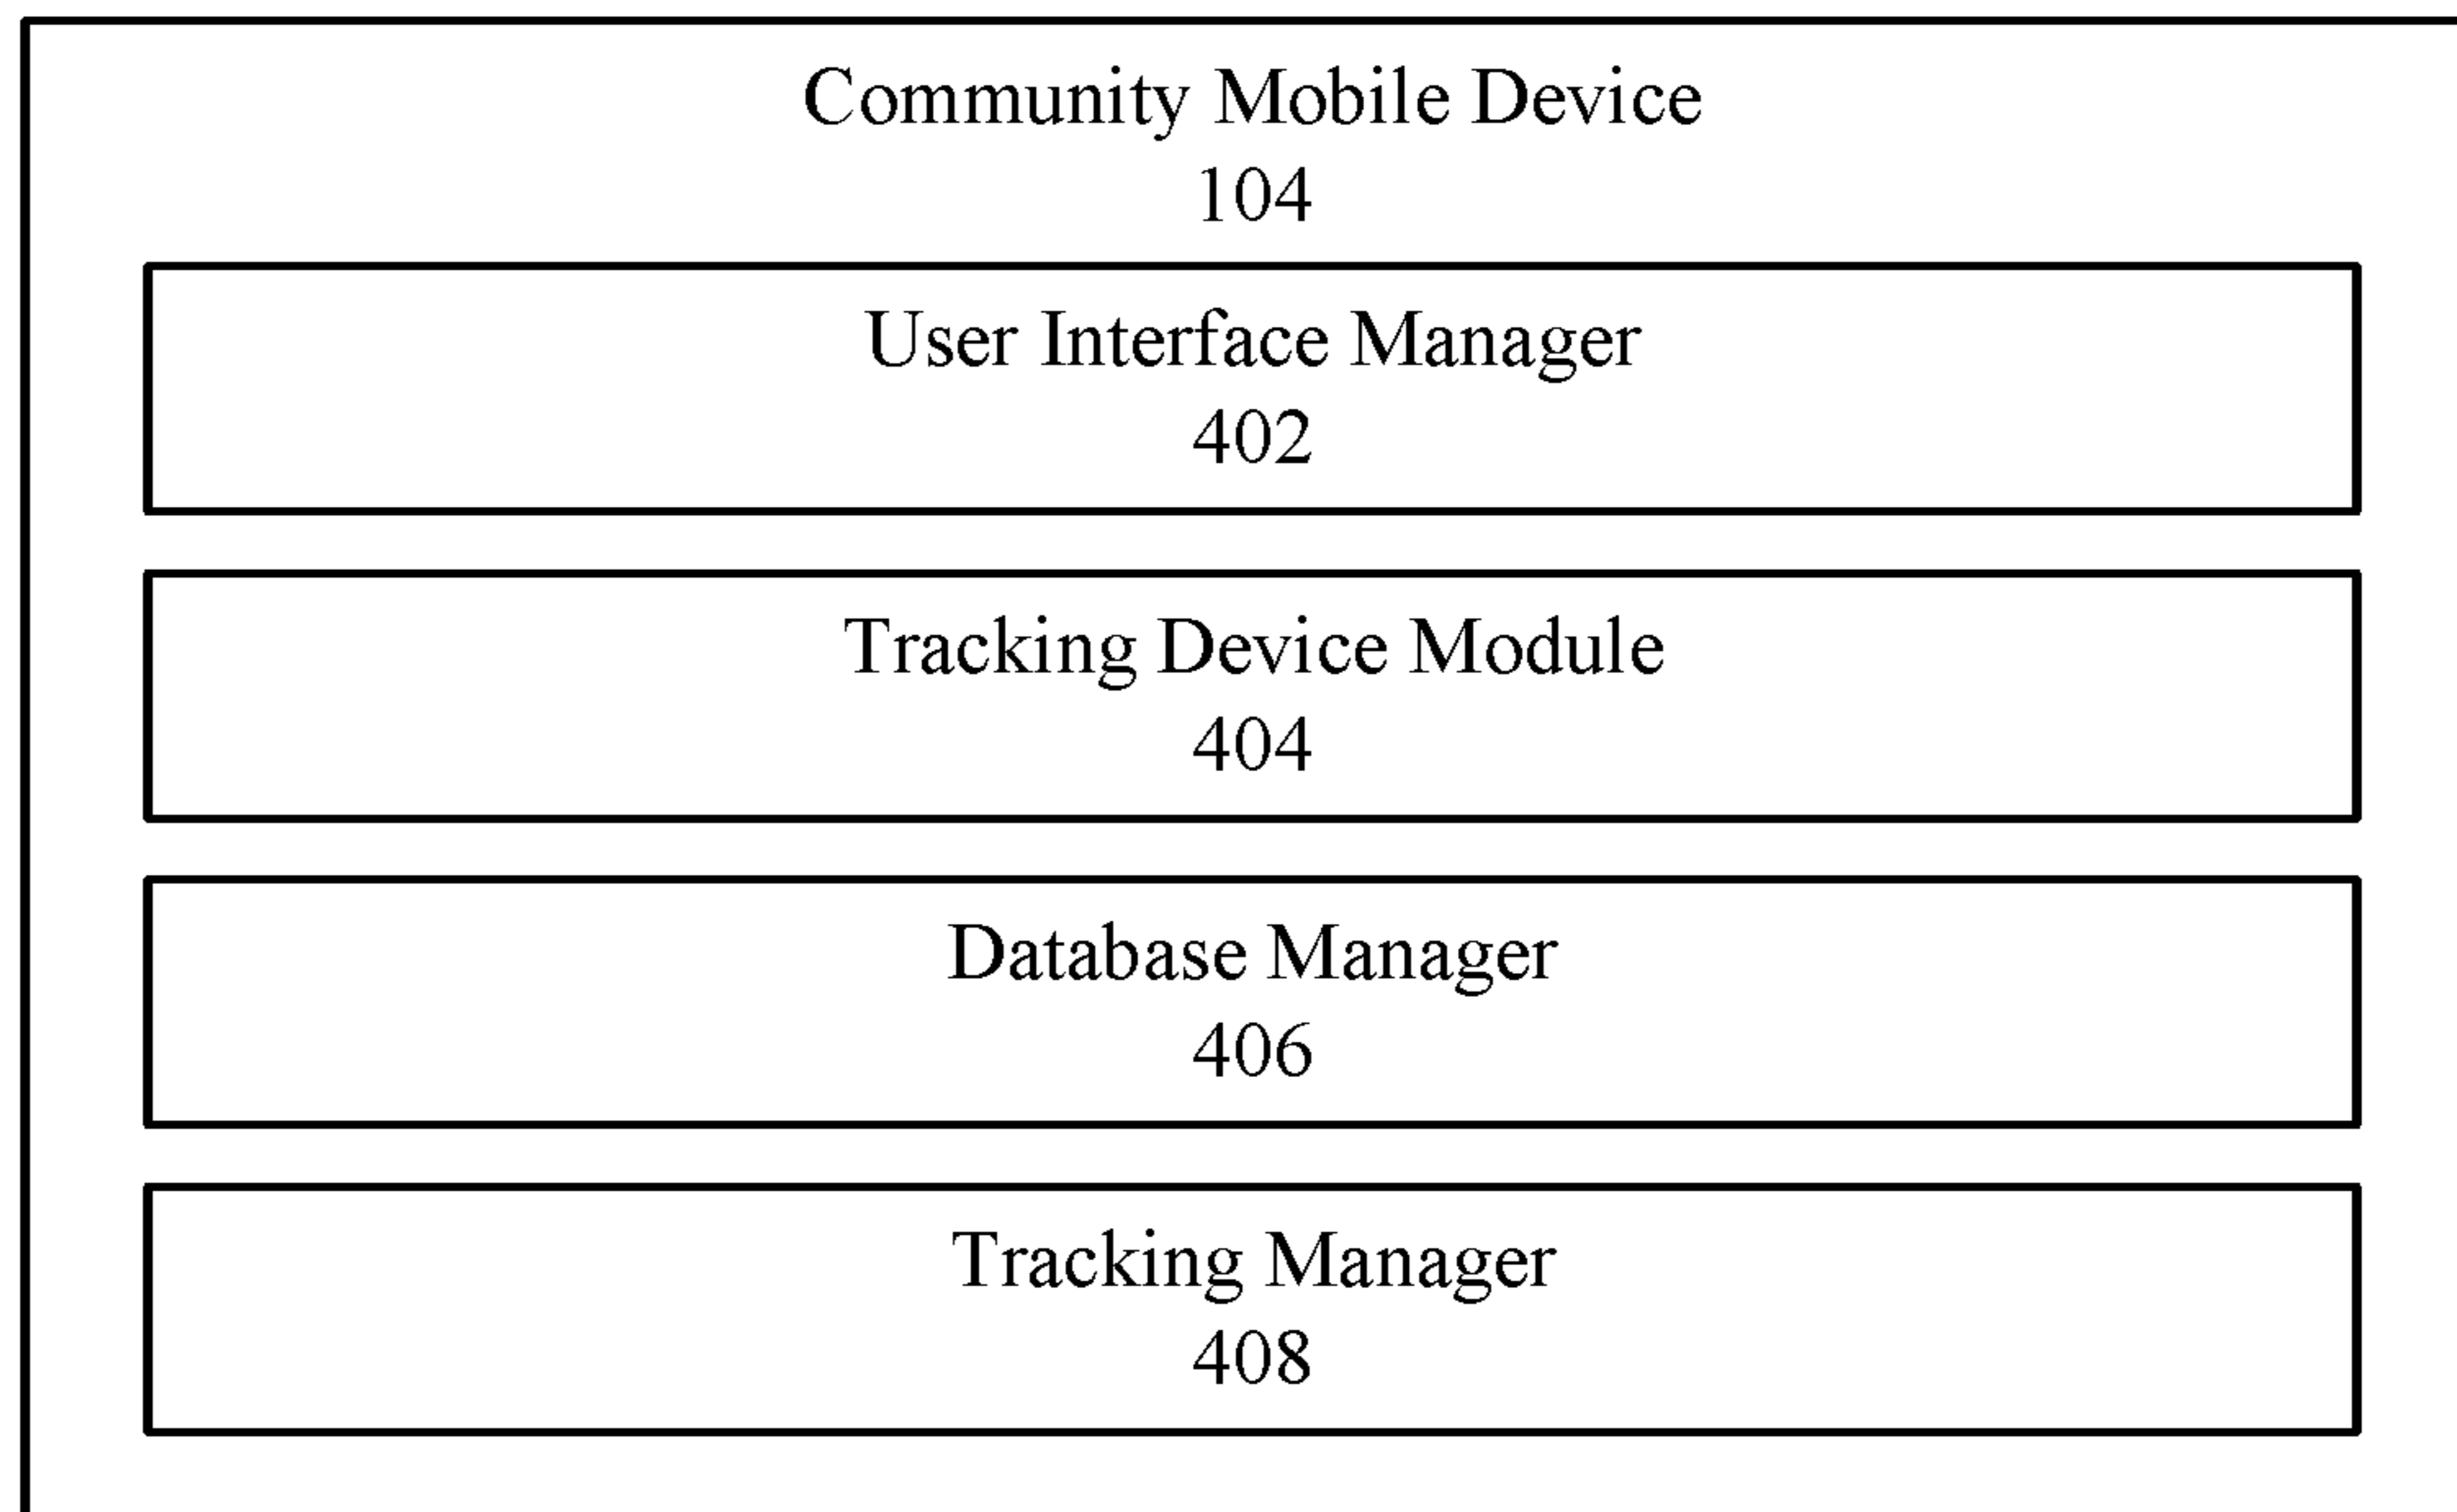 Community Mobile Device
104
User Interface Manager
402
Tracking Device Module
404
Database Manager
406
Tracking Manager
408